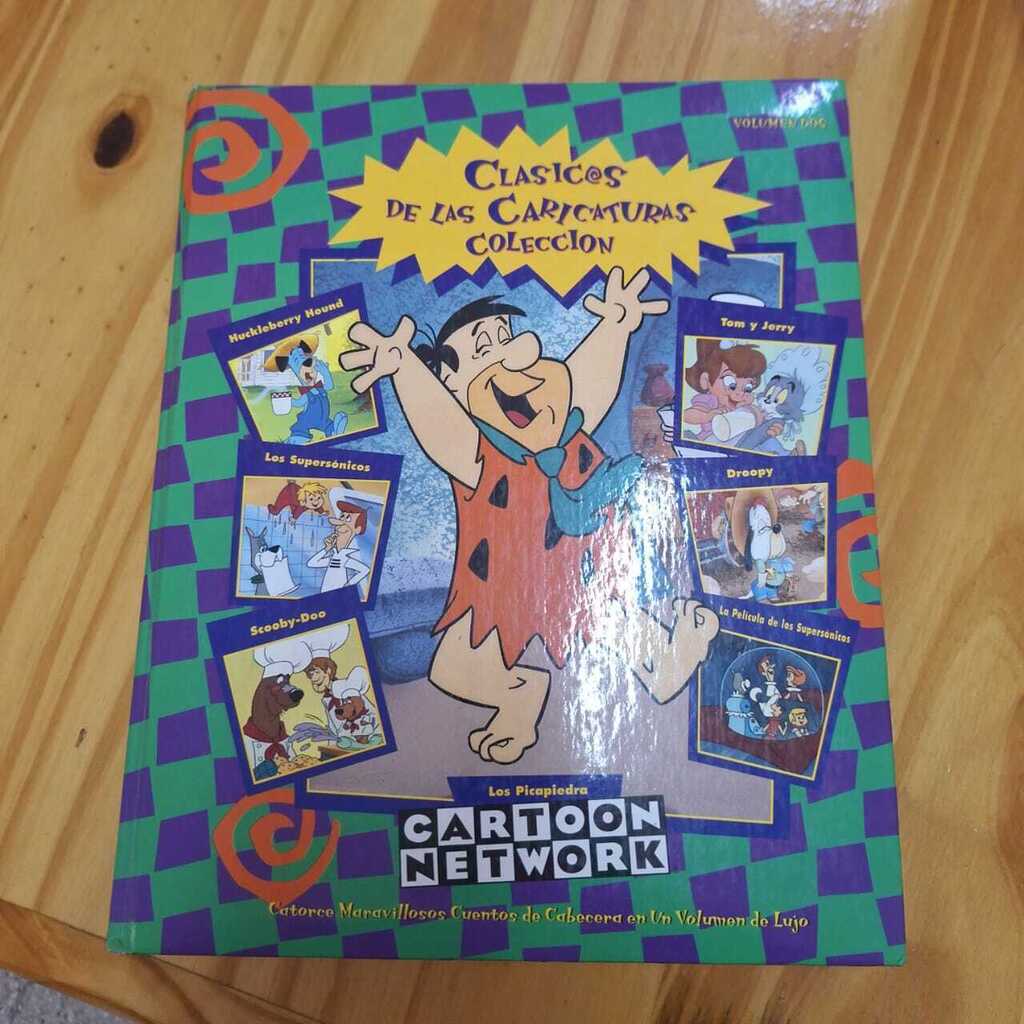 VOLUMEN DOS
CLASIC@S
DE LAS CARICATURAS
COLECCION
Huckleberry Hound
Tom y Jerry
Los Supersónicos
Droopy
Scooby-Doo
La Película de los Supersónicos
Los Picapiedra
CARTOON
NETWORK
Catorce Maravillosos Cuentos de Cabecera en Un Volumen de Lujo